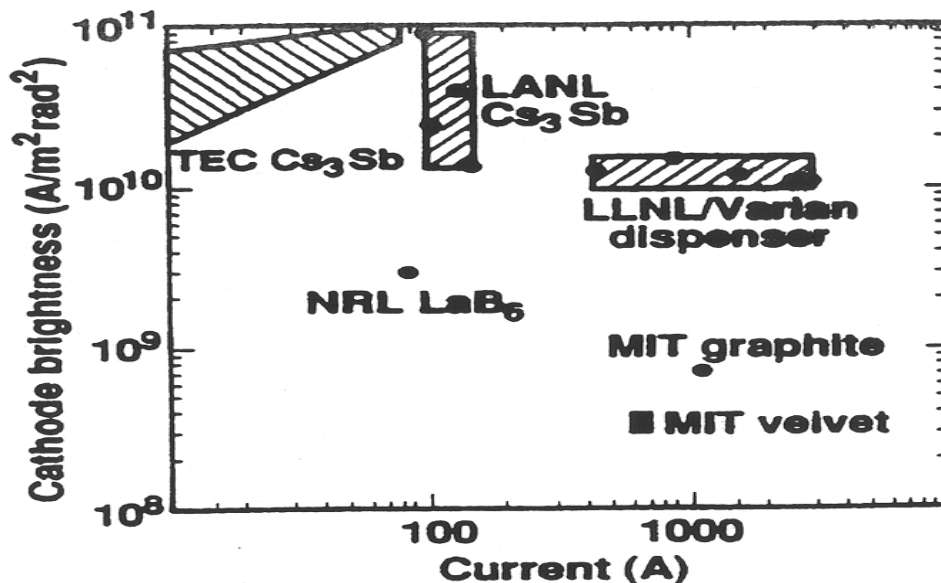 Cathode brightness (A/m²rad²)
10¹¹
10¹⁰
10⁹
10⁸
LANL
Cs₃Sb
TEC Cs₃Sb
LLNL/Varian
dispenser
NRL LaB₆
MIT graphite
MIT velvet
100
1000
Current (A)